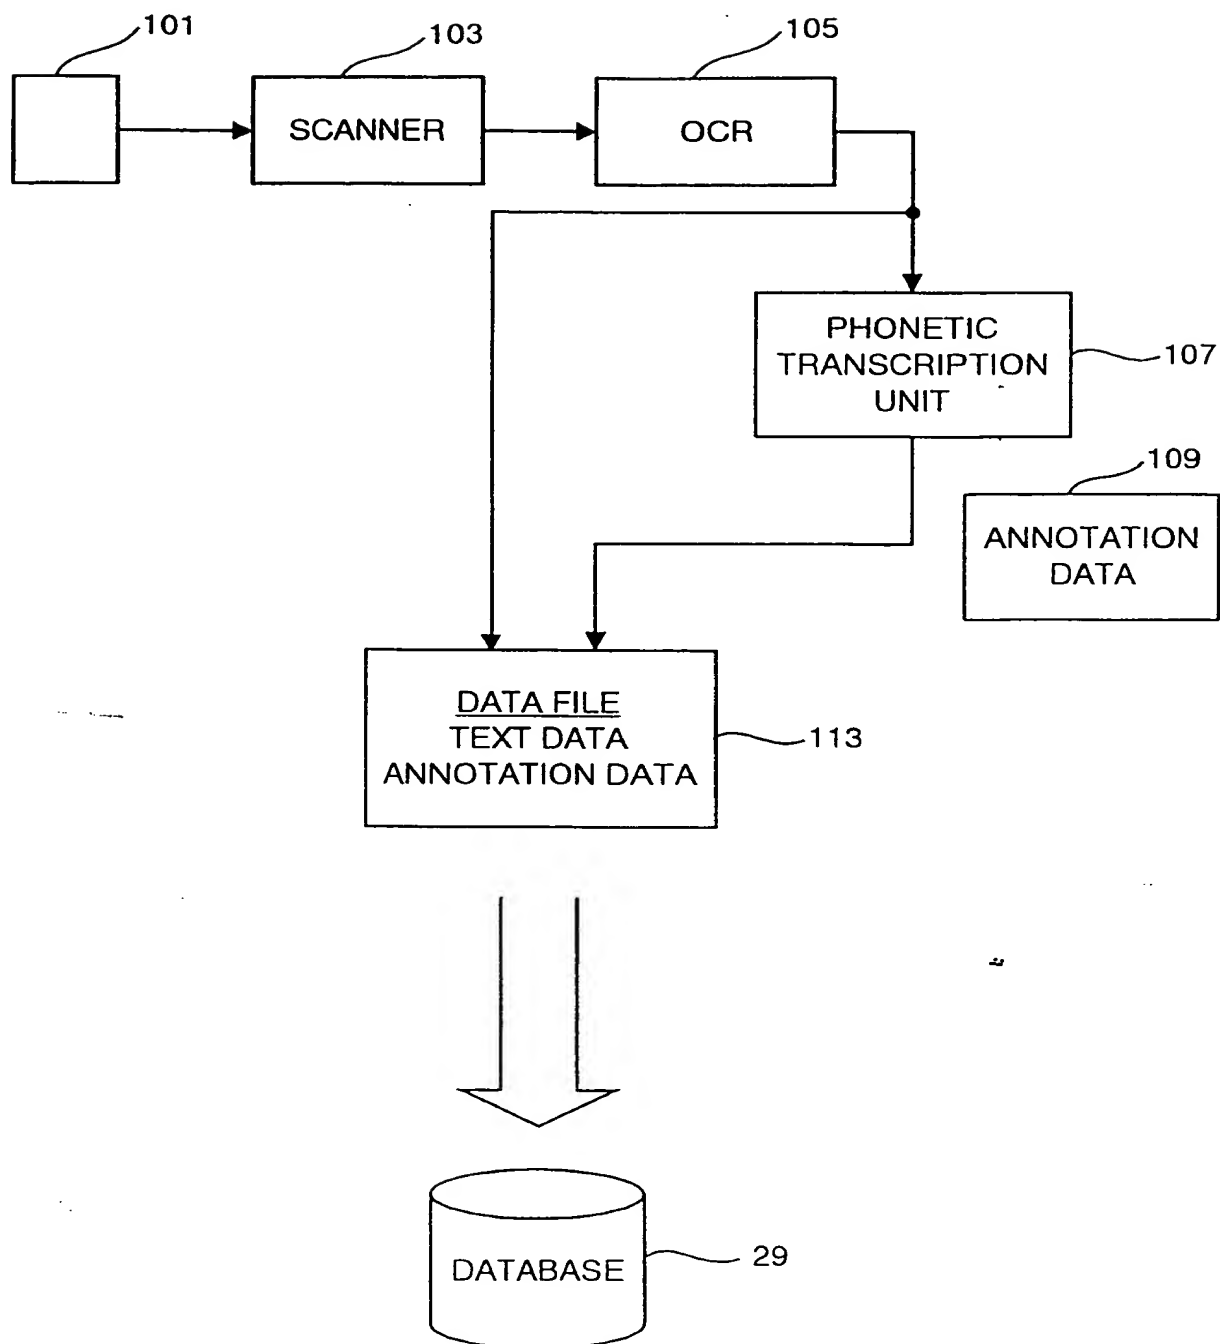 101
103
105
SCANNER
OCR
PHONETIC
TRANSCRIPTION
UNIT
107
109
ANNOTATION
DATA
DATA FILE
TEXT DATA
ANNOTATION DATA
113
DATABASE
29